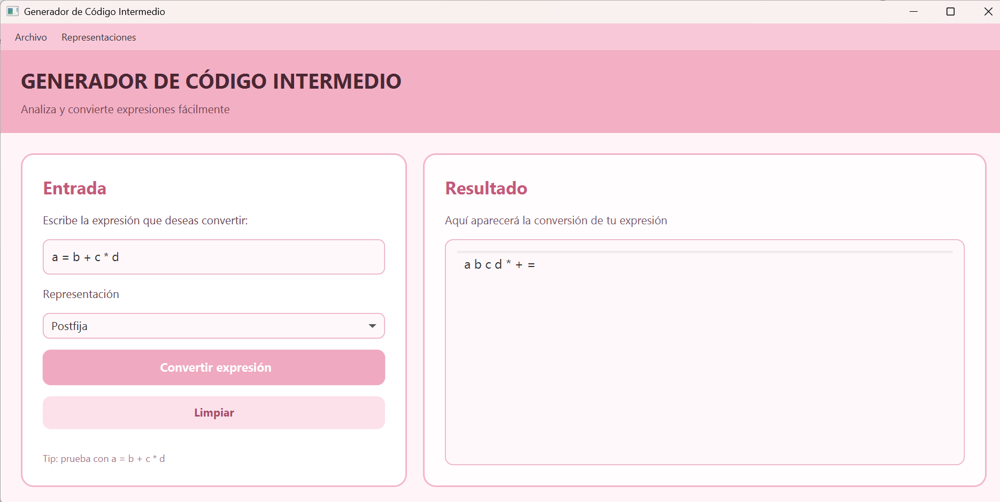 Generador de Código Intermedio
Archivo Representaciones
GENERADOR DE CÓDIGO INTERMEDIO
Analiza y convierte expresiones fácilmente
Entrada
Escribe la expresión que deseas convertir:
a = b + c * d
Representación
Postfija
Convertir expresión
Limpiar
Tip: prueba con a = b + c * d
Resultado
Aquí aparecerá la conversión de tu expresión
a b c d * + =